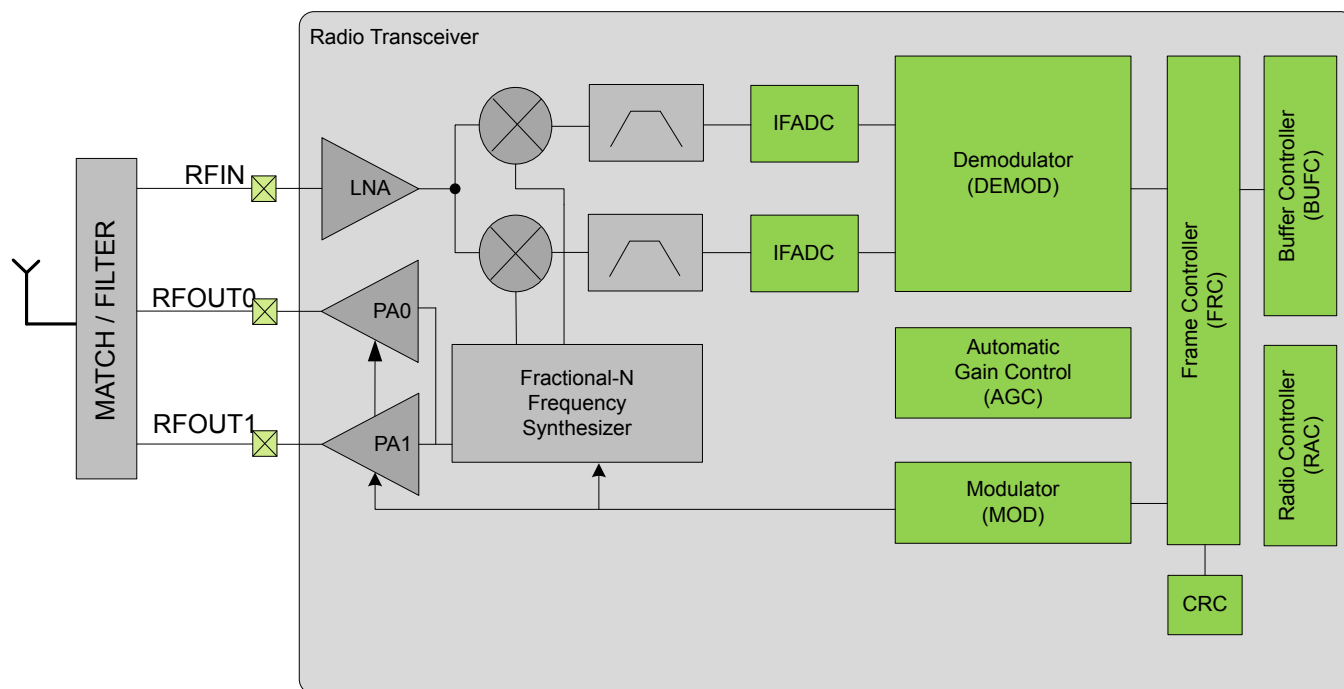 Radio Transceiver
MATCH / FILTER
RFIN
RFOUT0
RFOUT1
LNA
PA0
PA1
Fractional-N
Frequency
Synthesizer
IFADC
IFADC
Demodulator
(DEMOD)
Automatic
Gain Control
(AGC)
Modulator
(MOD)
Frame Controller
(FRC)
CRC
Buffer Controller
(BUFC)
Radio Controller
(RAC)